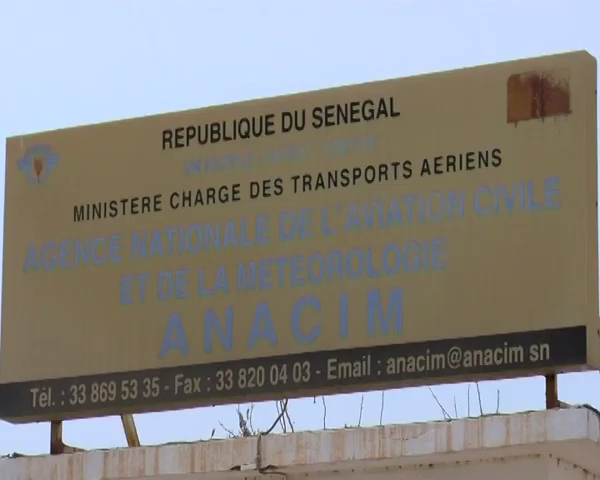 REPUBLIQUE DU SENEGAL
MINISTERE CHARGE DES TRANSPORTS AERIENS
AGENCE NATIONALE DE L'AVIATION CIVILE
ET DE LA METEOROLOGIE
ANACIM
Tél. : 33 869 53 35 - Fax : 33 820 04 03 - Email : anacim@anacim sn